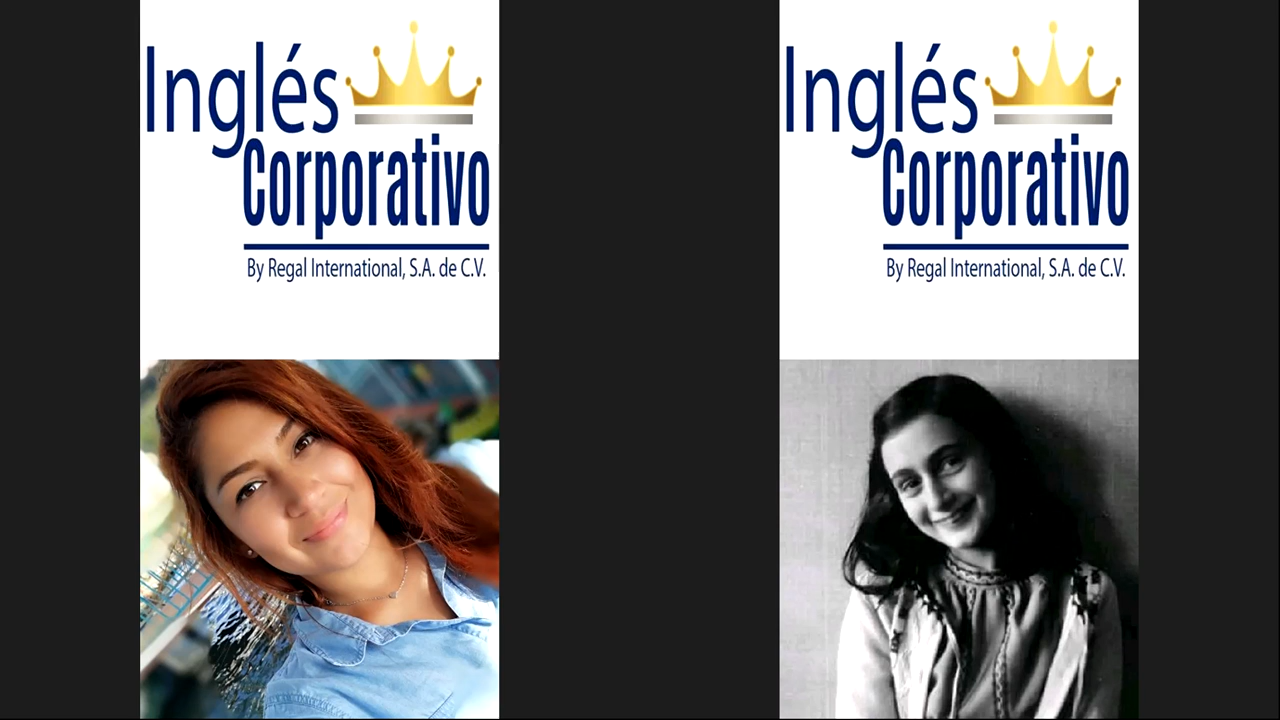 Inglés
Corporativo
By Regal International, S.A. de C.V.
Inglés
Corporativo
By Regal International, S.A. de C.V.